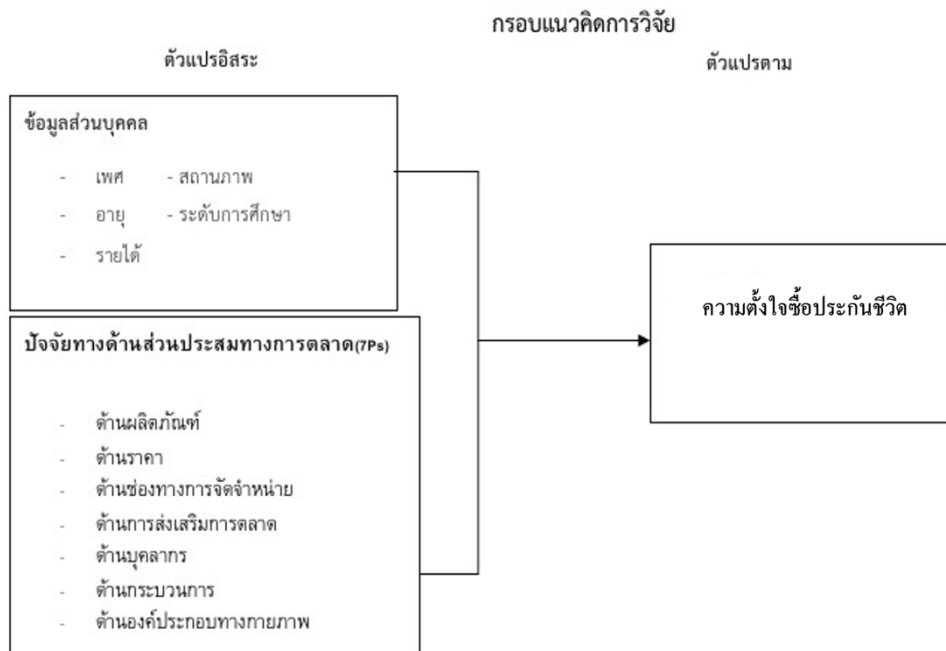 กรอบแนวคิดการวิจัย
ตัวแปรอิสระ
ตัวแปรตาม
ข้อมูลส่วนบุคคล
- เพศ - สถานภาพ
- อายุ - ระดับการศึกษา
- รายได้
ความตั้งใจซื้อประกันชีวิต
ปัจจัยทางด้านส่วนประสมทางการตลาด(7Ps)
- ด้านผลิตภัณฑ์
- ด้านราคา
- ด้านช่องทางการจัดจำหน่าย
- ด้านการส่งเสริมการตลาด
- ด้านบุคลากร
- ด้านกระบวนการ
- ด้านองค์ประกอบทางกายภาพ